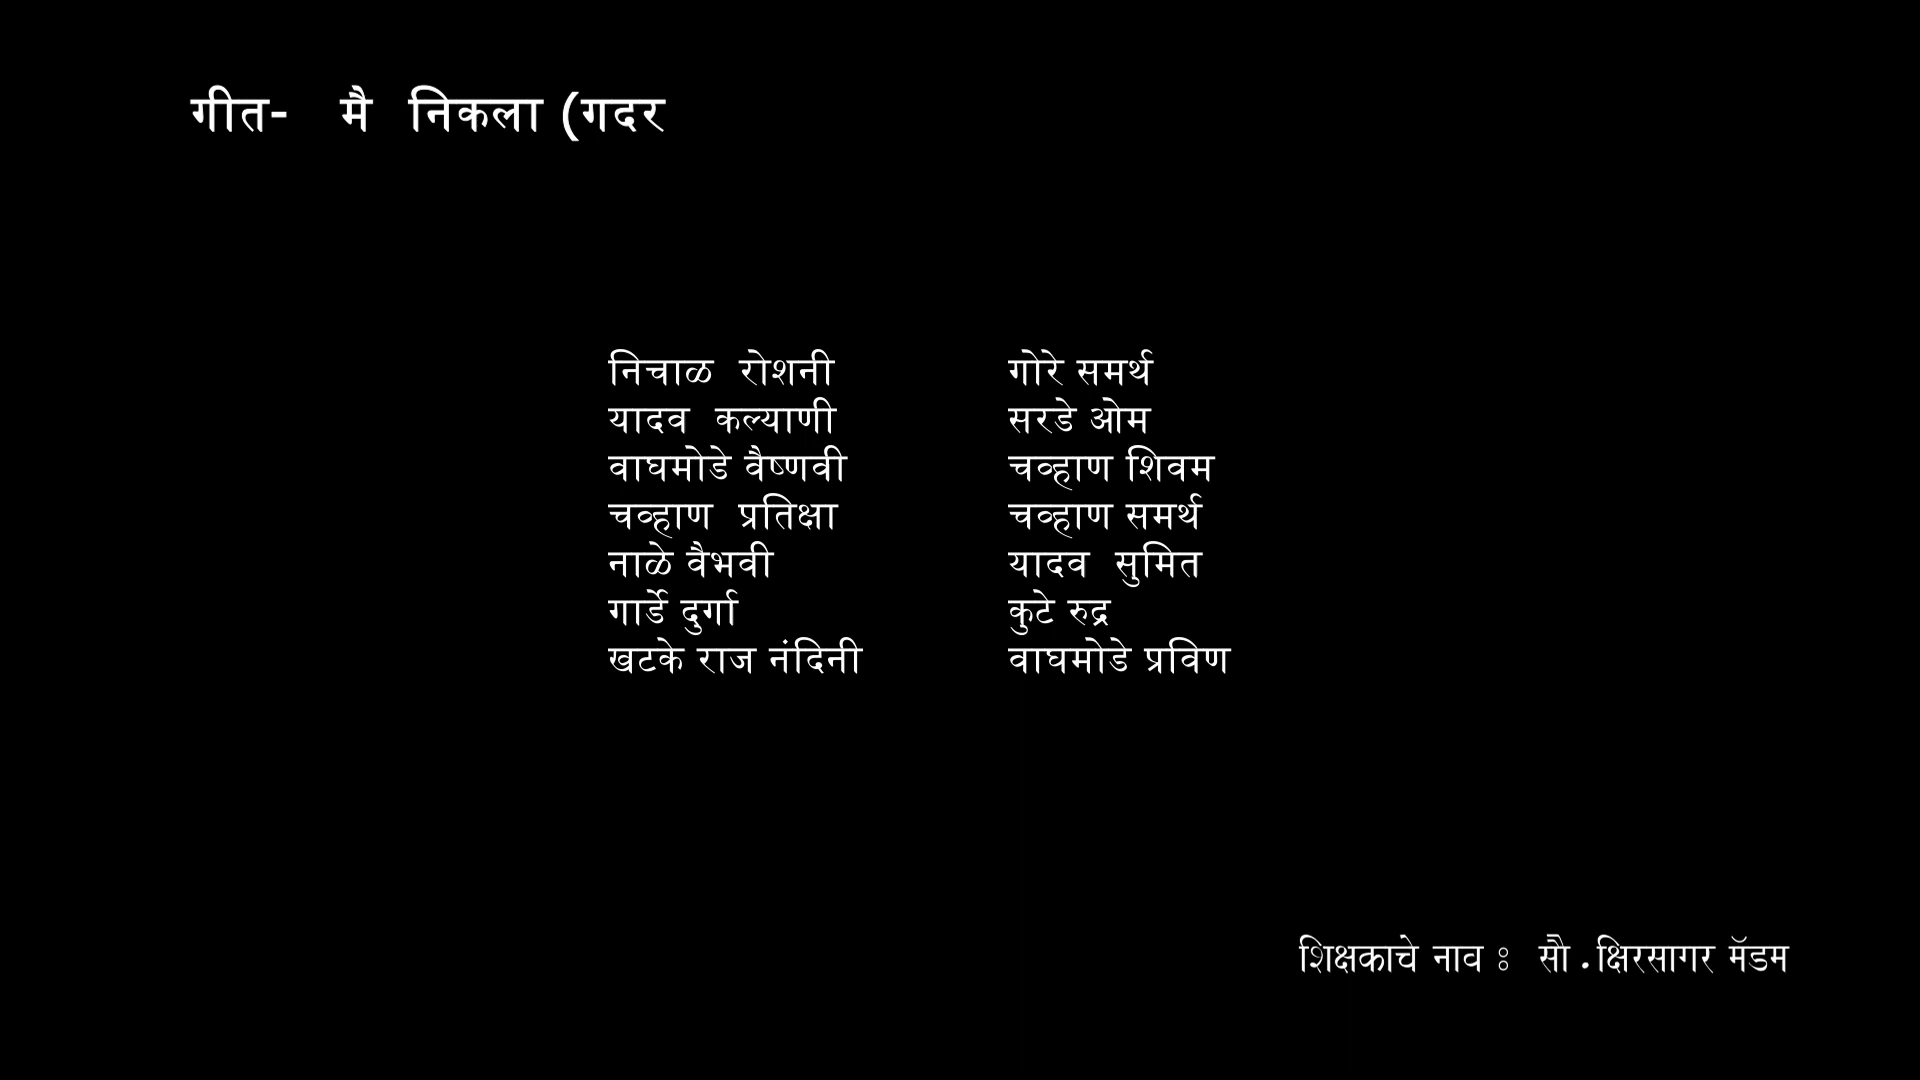 गीत- मै निकला (गदर
निचाळ रोशनी
यादव कल्याणी
वाघमोडे वैष्णवी
चव्हाण प्रतिक्षा
नाळे वैभवी
गार्डे दुर्गा
खटके राज नंदिनी
गोरे समर्थ
सरडे ओम
चव्हाण शिवम
चव्हाण समर्थ
यादव सुमित
कुटे रुद्र
वाघमोडे प्रविण
शिक्षकाचे नाव : सौ .क्षिरसागर मॅडम